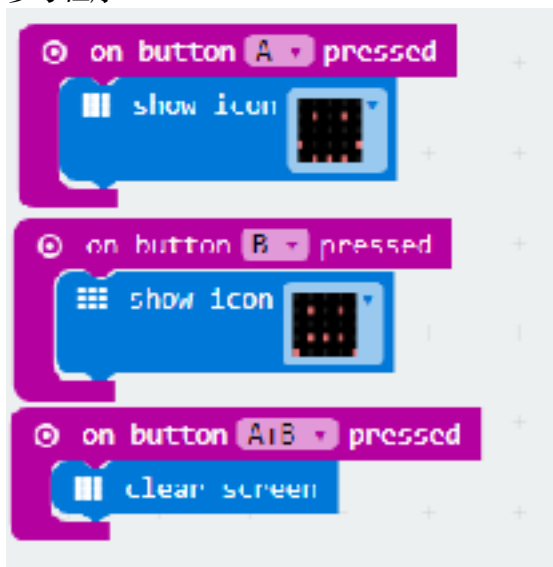 on button A pressed
show icon
on button B pressed
show icon
on button A+B pressed
clear screen